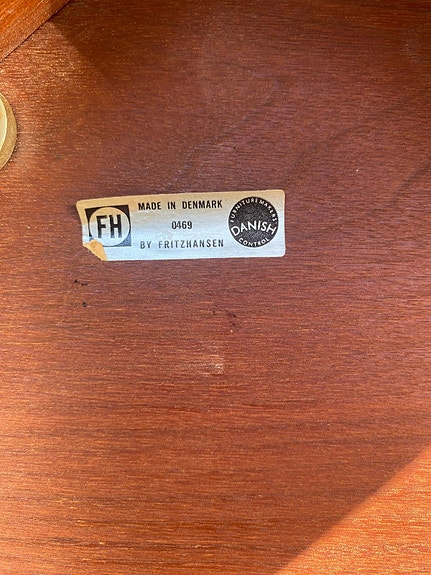 FH
MADE IN DENMARK
0469
BY FRITZHANSEN
FURNITUREMAKERS
DANISH
CONTROL